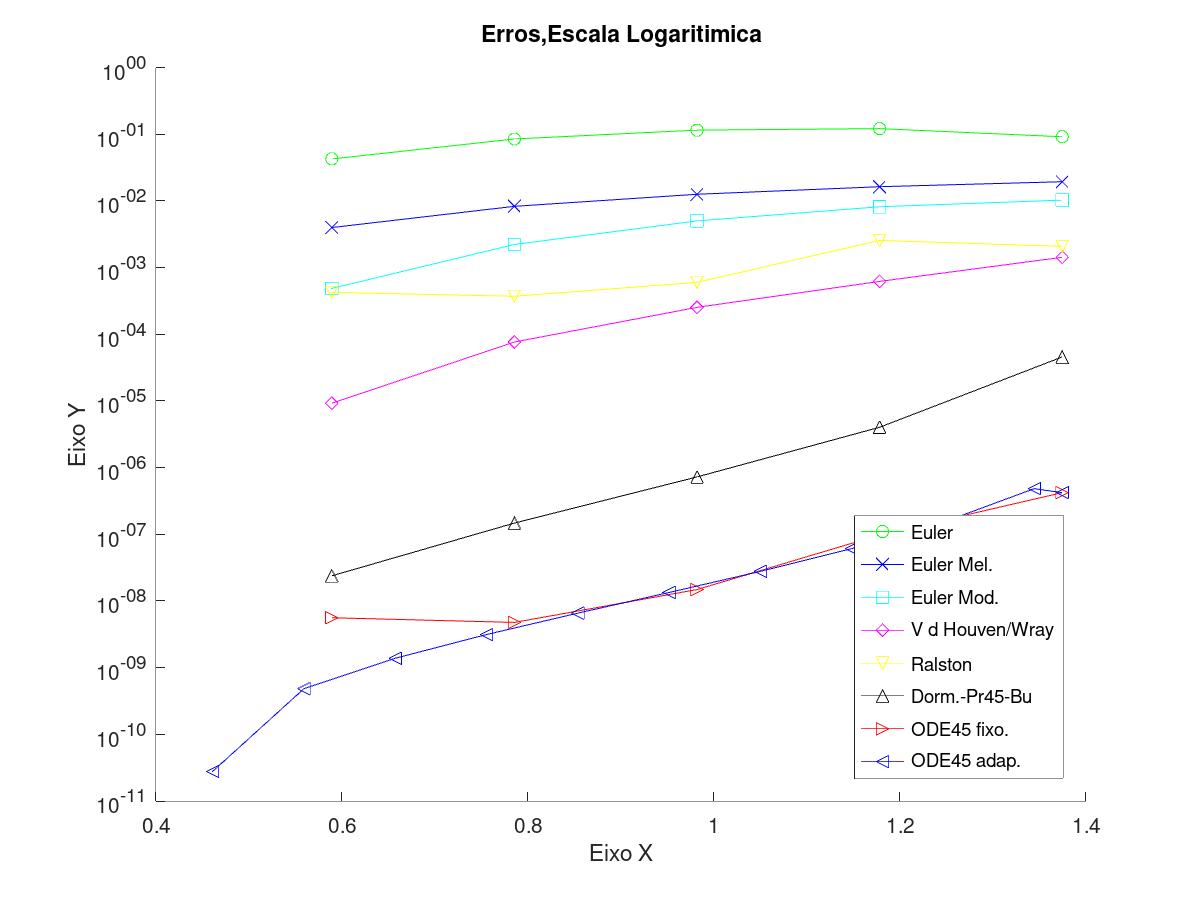 Erros,Escala Logaritimica
10^00
10^-01
10^-02
10^-03
10^-04
10^-05
10^-06
10^-07
10^-08
10^-09
10^-10
10^-11
Eixo Y
0.4 0.6 0.8 1 1.2 1.4
Eixo X
Euler
Euler Mel.
Euler Mod.
V d Houven/Wray
Ralston
Dorm.-Pr45-Bu
ODE45 fixo.
ODE45 adap.